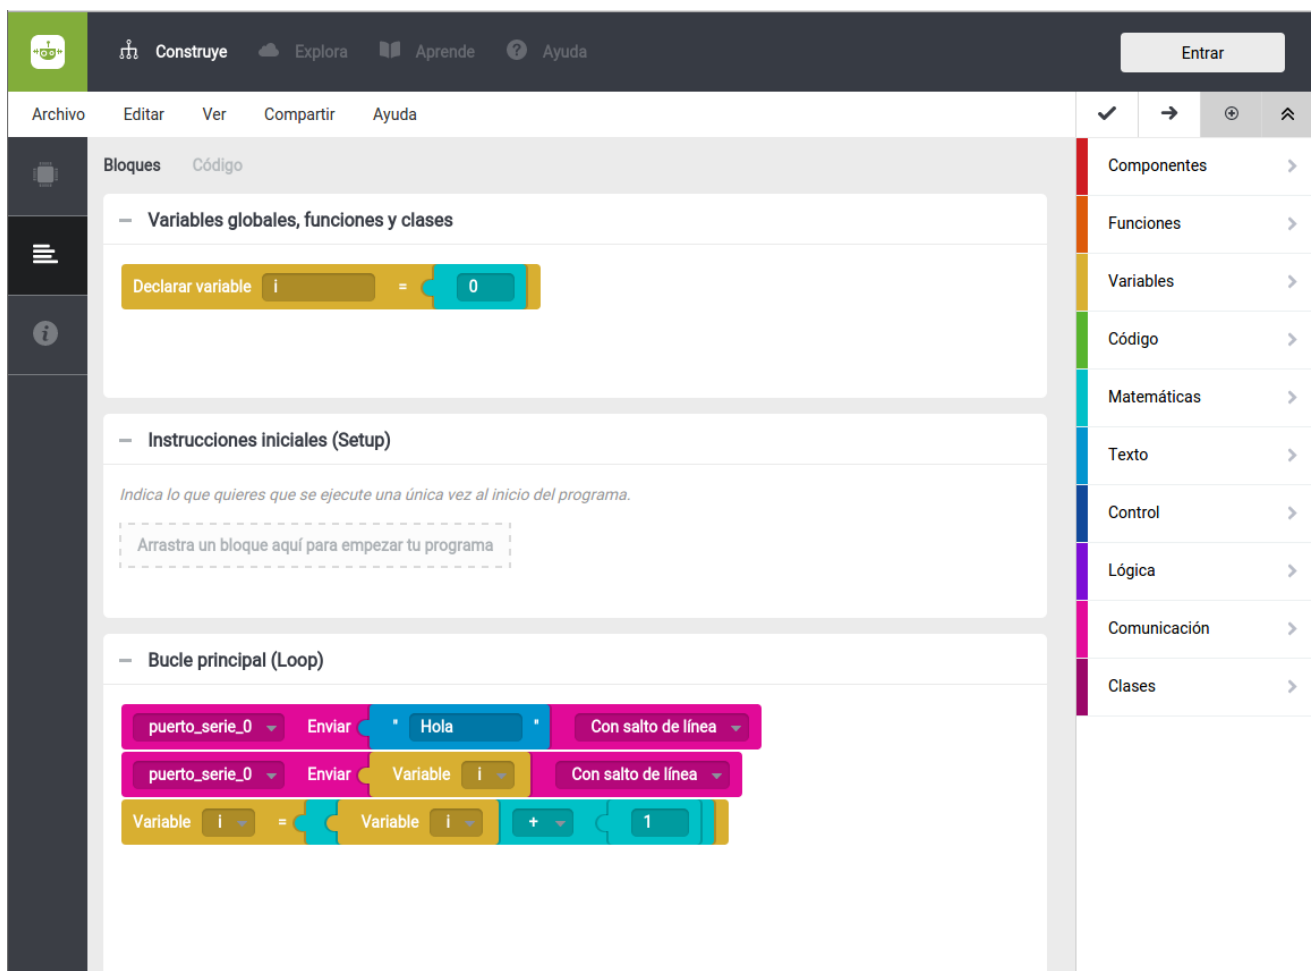 Construye Explora Aprende Ayuda Entrar
Archivo Editar Ver Compartir Ayuda
Bloques Código
Variables globales, funciones y clases
Declarar variable i = 0
Instrucciones iniciales (Setup)
Indica lo que quieres que se ejecute una única vez al inicio del programa.
Arrastra un bloque aquí para empezar tu programa
Bucle principal (Loop)
puerto_serie_0 Enviar " Hola " Con salto de línea
puerto_serie_0 Enviar Variable i Con salto de línea
Variable i = Variable i + 1
Componentes
Funciones
Variables
Código
Matemáticas
Texto
Control
Lógica
Comunicación
Clases